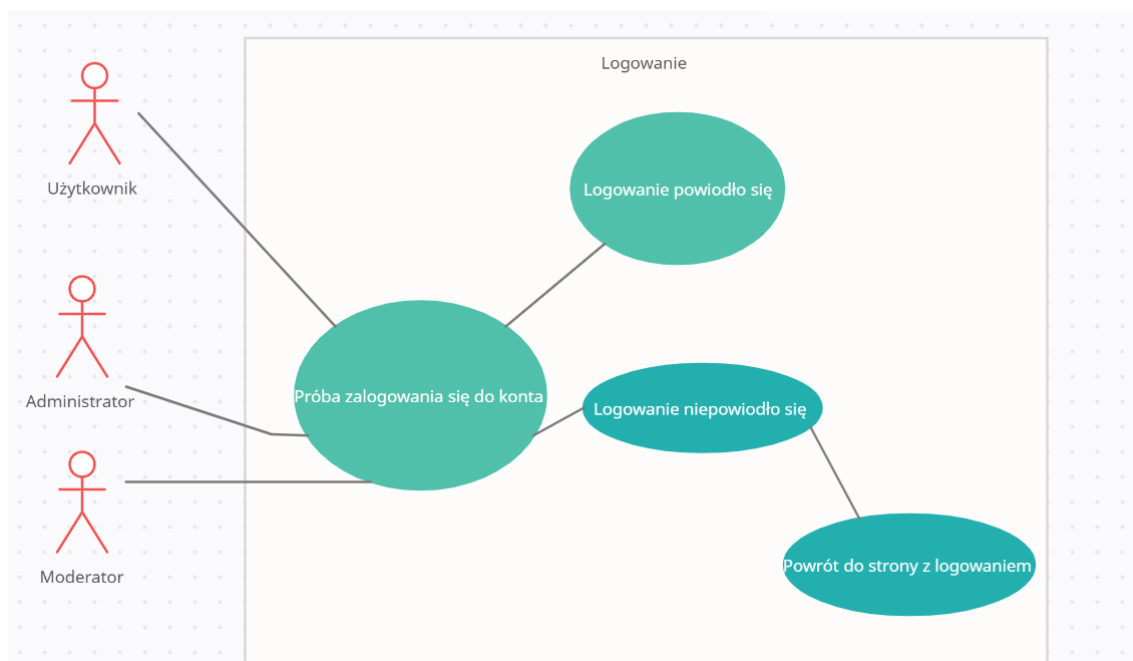 Logowanie
Użytkownik
Logowanie powiodło się
Administrator
Próba zalogowania się do konta
Logowanie niepowiodło się
Moderator
Powrót do strony z logowaniem